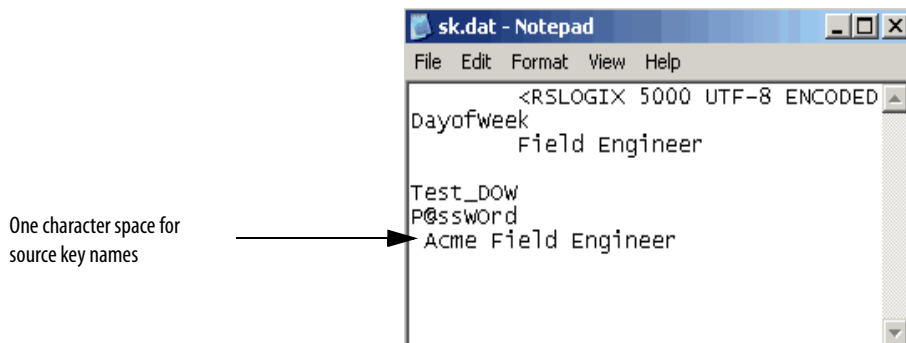 sk.dat - Notepad
File Edit Format View Help
<RSLOGIX 5000 UTF-8 ENCODED
DayofWeek
Field Engineer
Test_DOW
P@ssWOrd
Acme Field Engineer
One character space for
source key names